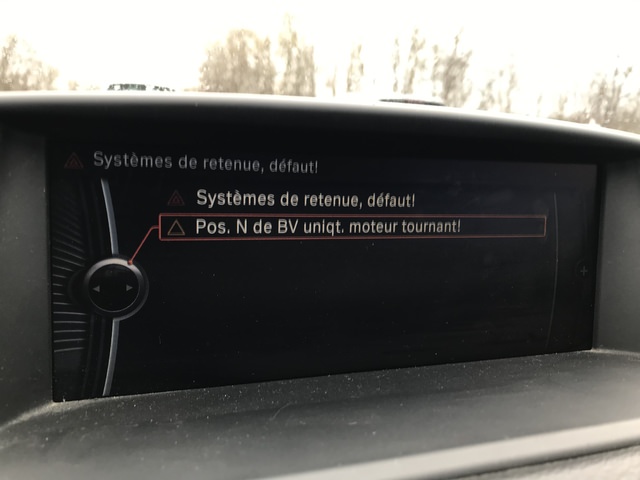 Systèmes de retenue, défaut!
Systèmes de retenue, défaut!
Pos. N de BV uniqt. moteur tournant!